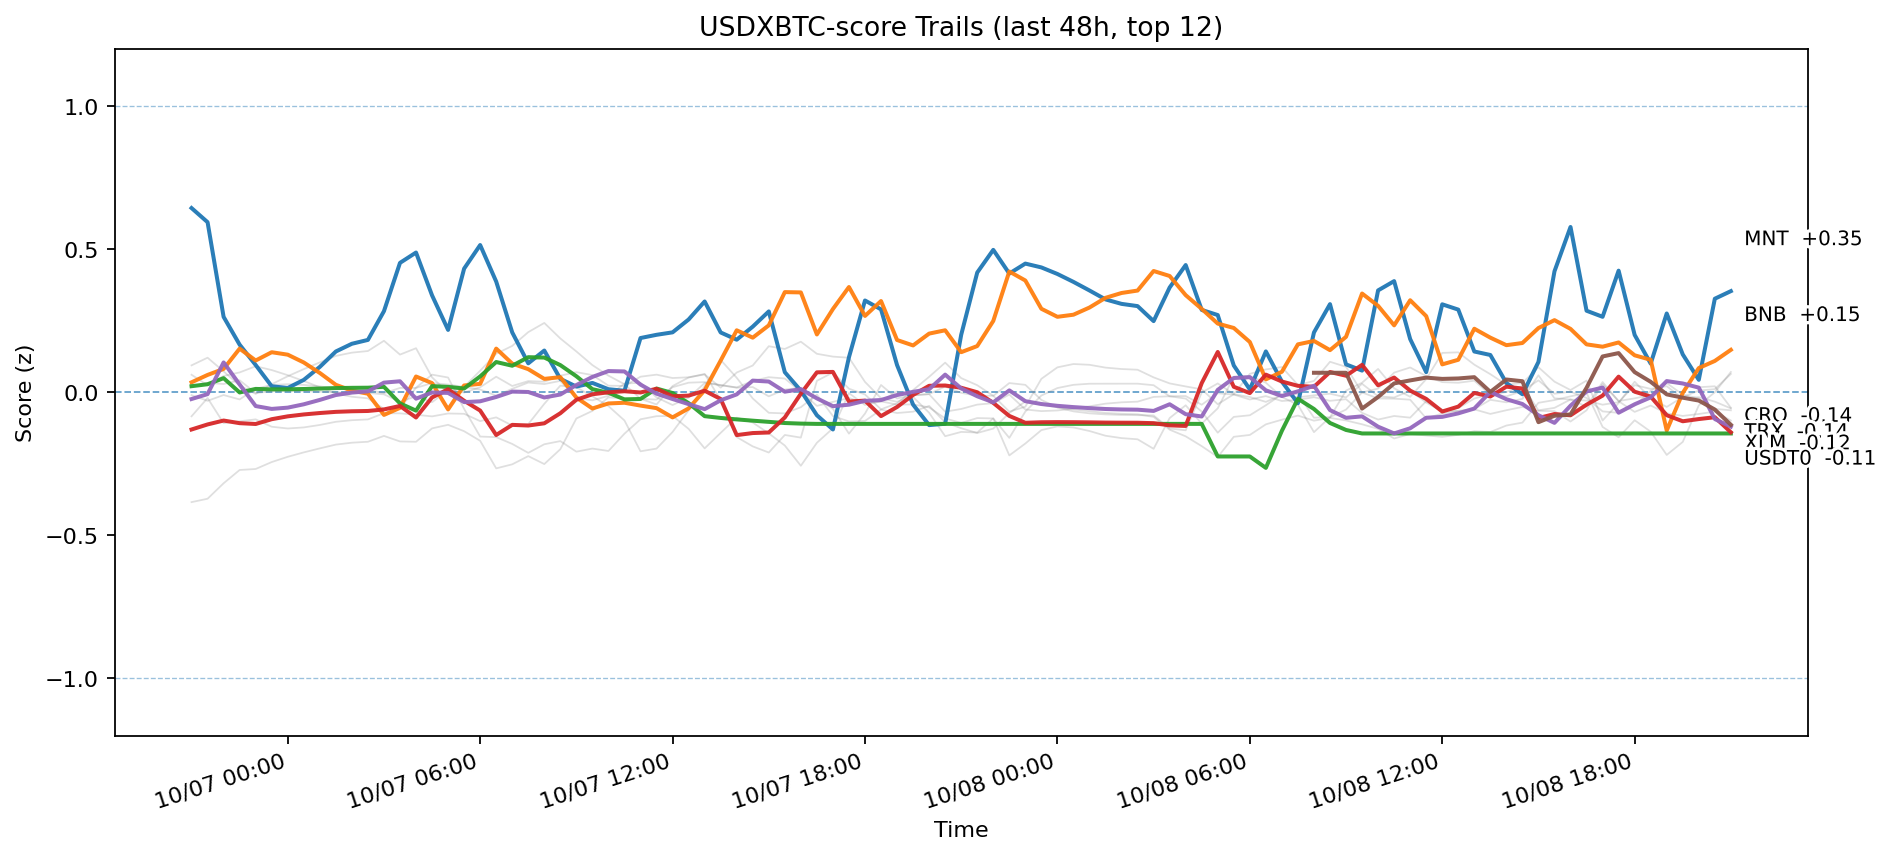 USDXBTC-score Trails (last 48h, top 12)
Score (z)
1.0
0.5
0.0
−0.5
−1.0
MNT +0.35
BNB +0.15
CRO -0.14
TRX -0.14
XLM -0.12
USDT0 -0.11
10/07 00:00
10/07 06:00
10/07 12:00
10/07 18:00
10/08 00:00
10/08 06:00
10/08 12:00
10/08 18:00
Time